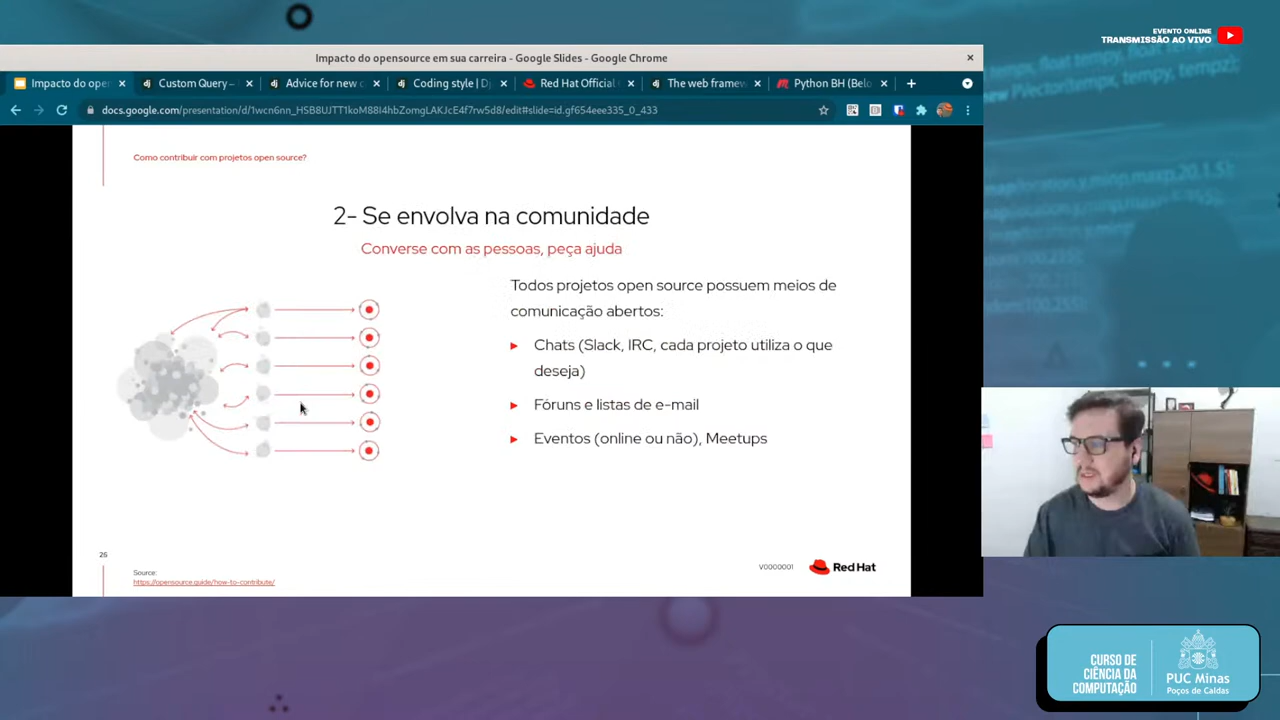 EVENTO ONLINE
TRANSMISSÃO AO VIVO
Impacto do opensource em sua carreira - Google Slides - Google Chrome
Impacto do open
Custom Query –
Advice for new c
Coding style | Dj
Red Hat Official
The web framew
Python BH (Belo
docs.google.com/presentation/d/1wcn6nn_HSB8UJTT1koM88I4hbZomgLAKJcE4f7rw5d8/edit#slide=id.gf654eee335_0_433
Como contribuir com projetos open source?
2- Se envolva na comunidade
Converse com as pessoas, peça ajuda
Todos projetos open source possuem meios de
comunicação abertos:
Chats (Slack, IRC, cada projeto utiliza o que
deseja)
Fóruns e listas de e-mail
Eventos (online ou não), Meetups
26
Source:
https://opensource.guide/how-to-contribute/
V0000001
Red Hat
CURSO DE
CIÊNCIA DA
COMPUTAÇÃO
PUC Minas
Poços de Caldas